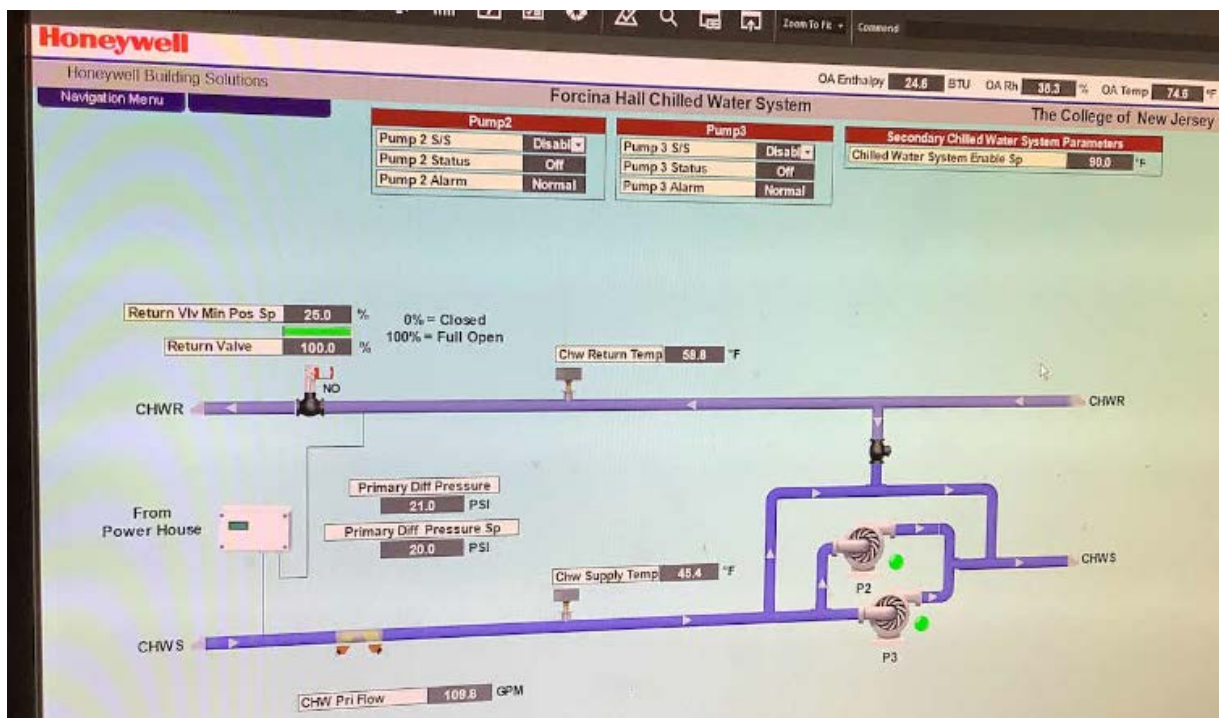 Zoom To Fit
Command
Honeywell
Honeywell Building Solutions
OA Enthalpy 24.6 BTU OA Rh 38.3 % OA Temp 74.6 °F
Navigation Menu
Forcina Hall Chilled Water System
The College of New Jersey
Pump2
Pump 2 S/S Disabl
Pump 2 Status Off
Pump 2 Alarm Normal
Pump3
Pump 3 S/S Disabl
Pump 3 Status Off
Pump 3 Alarm Normal
Secondary Chilled Water System Parameters
Chilled Water System Enable Sp 90.0 °F
Return Vlv Min Pos Sp 25.0 %
Return Valve 100.0 %
0% = Closed
100% = Full Open
Chw Return Temp 58.8 °F
NO
CHWR
CHWR
Primary Diff Pressure
21.0 PSI
From
Power House
Primary Diff Pressure Sp
20.0 PSI
Chw Supply Temp 45.4 °F
P2
CHWS
CHWS
P3
CHW Pri Flow 109.8 GPM